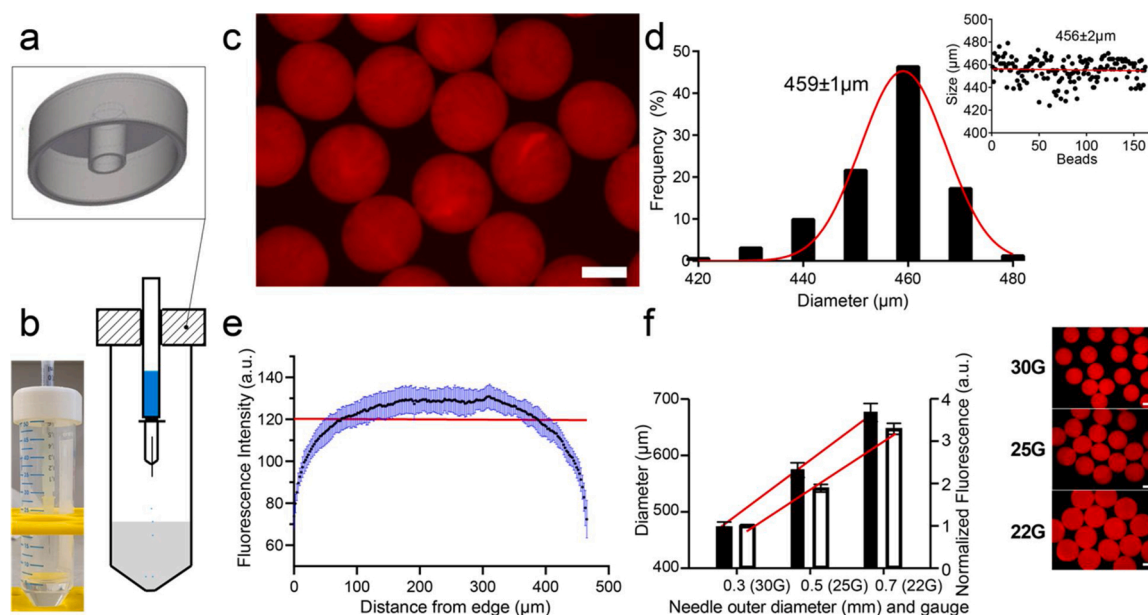 a
c
d
459±1µm
50
40
30
20
10
0
Frequency (%)
420
440
460
480
Diameter (µm)
456±2µm
500
480
460
440
420
400
Size (µm)
0
50
100
150
Beads
b
e
140
120
100
80
60
Fluorescence Intensity (a.u.)
0
100
200
300
400
500
Distance from edge (µm)
f
700
600
500
400
Diameter (µm)
4
3
2
1
0
Normalized Fluorescence (a.u.)
0.3 (30G)
0.5 (25G)
0.7 (22G)
Needle outer diameter (mm) and gauge
30G
25G
22G